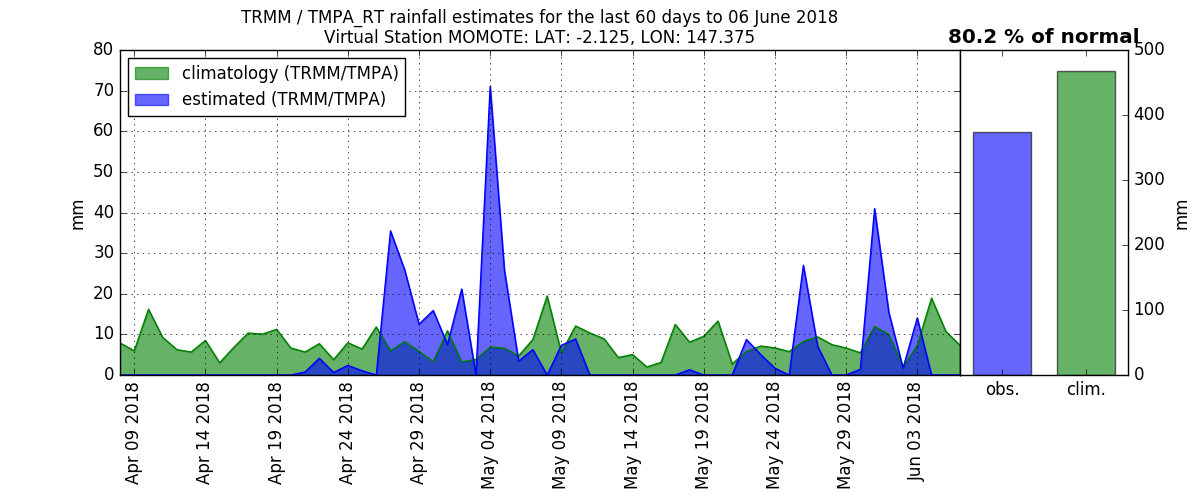 TRMM / TMPA_RT rainfall estimates for the last 60 days to 06 June 2018
Virtual Station MOMOTE: LAT: -2.125, LON: 147.375
80.2 % of normal
climatology (TRMM/TMPA)
estimated (TRMM/TMPA)
80
70
60
50
40
30
20
10
0
mm
Apr 09 2018
Apr 14 2018
Apr 19 2018
Apr 24 2018
Apr 29 2018
May 04 2018
May 09 2018
May 14 2018
May 19 2018
May 24 2018
May 29 2018
Jun 03 2018
500
400
300
200
100
0
mm
obs.
clim.